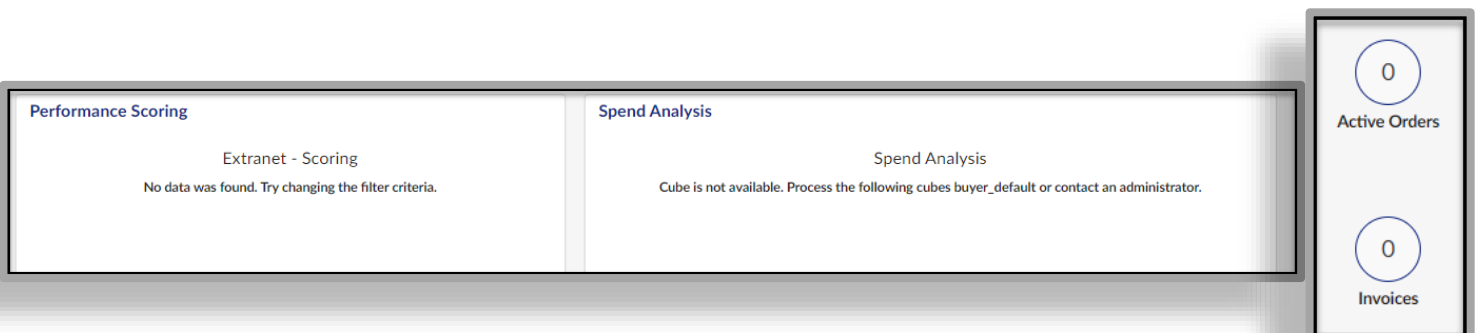 Performance Scoring
Extranet - Scoring
No data was found. Try changing the filter criteria.
Spend Analysis
Spend Analysis
Cube is not available. Process the following cubes buyer_default or contact an administrator.
0
Active Orders
0
Invoices